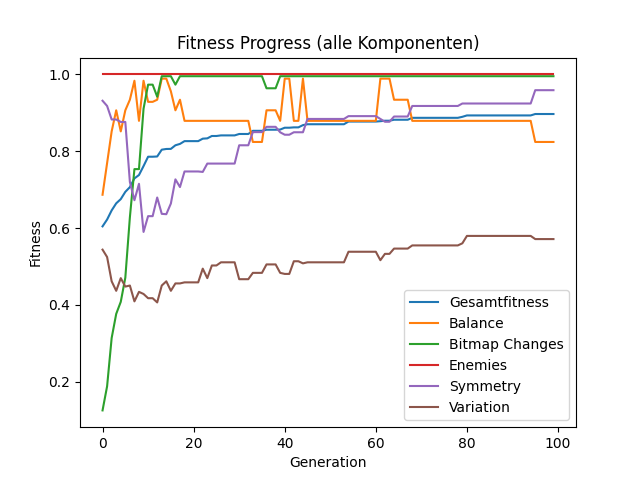 Fitness Progress (alle Komponenten)
1.0
0.8
0.6
0.4
0.2
Fitness
0 20 40 60 80 100
Generation
Gesamtfitness
Balance
Bitmap Changes
Enemies
Symmetry
Variation